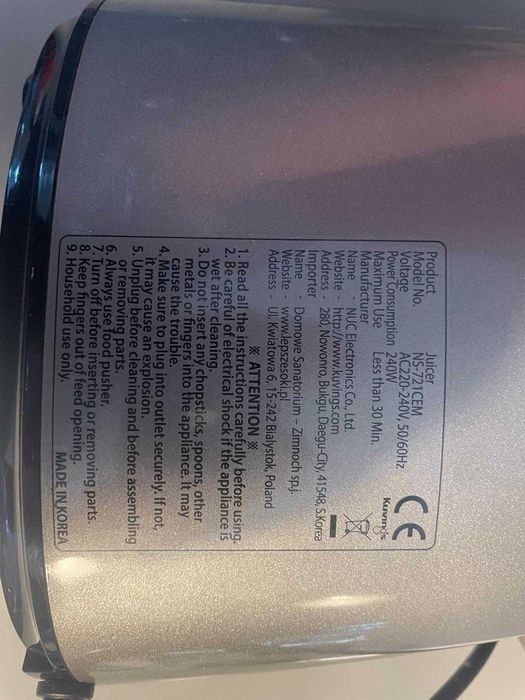 Product Juicer
Model No. NS-721CEM
Voltage AC220-240V, 50/60Hz
Power Consumption 240W
Maximum Use Less than 30 Min.
Manufacturer
Name - NUC Electronics Co., Ltd.
Website - http://www.kuvings.com
Address - 280, Nowonro, Bukgu, Daegu-City, 41548, S.Korea
Importer
Name - Domowe Sanatorium – Zimnoch sp.j.
Website - www.lepszesoki.pl
Address - Ul. Kwiatowa 6, 15-242 Bialystok, Poland
CE
Kuvings
※ ATTENTION ※
1. Read all the instructions carefully before using.
2. Be careful of electrical shock if the appliance is
wet after cleaning.
3. Do not insert any chopsticks, spoons, other
metals or fingers into the appliance. It may
cause the trouble.
4. Make sure to plug into outlet securely. If not,
it may cause an explosion.
5. Unplug before cleaning and before assembling
or removing parts.
6. Always use food pusher.
7. Turn off before inserting or removing parts.
8. Keep fingers out of feed opening.
9. Household use only.
MADE IN KOREA